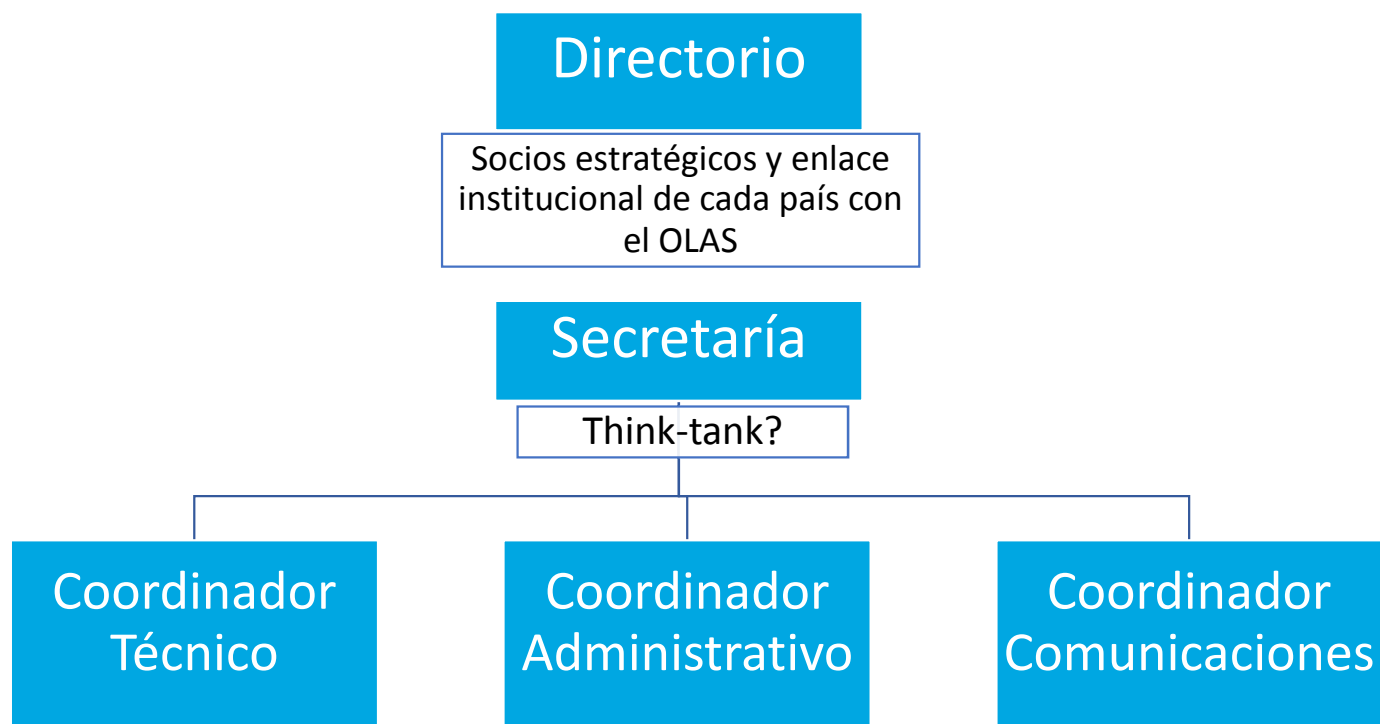 Directorio
Socios estratégicos y enlace
institucional de cada país con
el OLAS
Secretaría
Think-tank?
Coordinador
Técnico
Coordinador
Administrativo
Coordinador
Comunicaciones